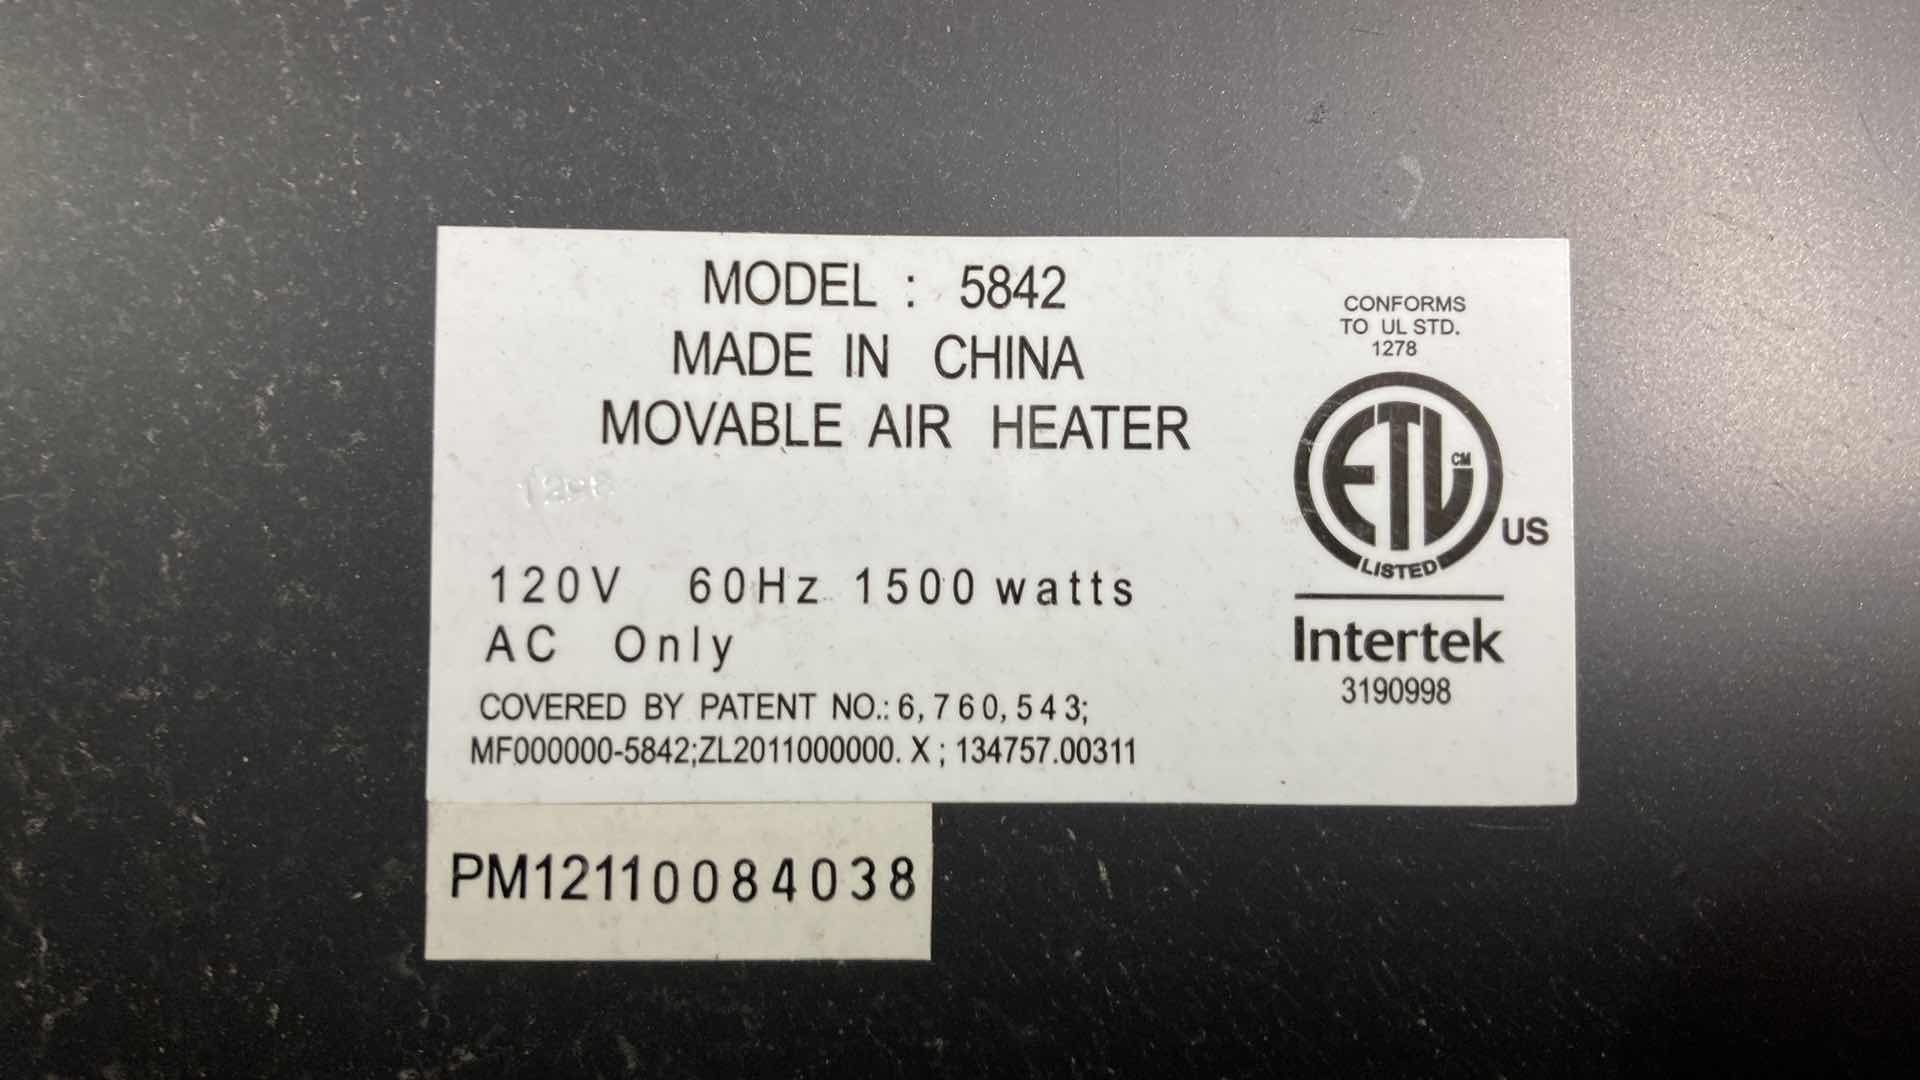 MODEL : 5842
MADE IN CHINA
MOVABLE AIR HEATER
120V 60Hz 1500 watts
AC Only
COVERED BY PATENT NO.: 6,760,543;
MF000000-5842;ZL2011000000.X; 134757.00311
CONFORMS
TO UL STD.
1278
ETL
CM
US
LISTED
Intertek
3190998
PM12110084038